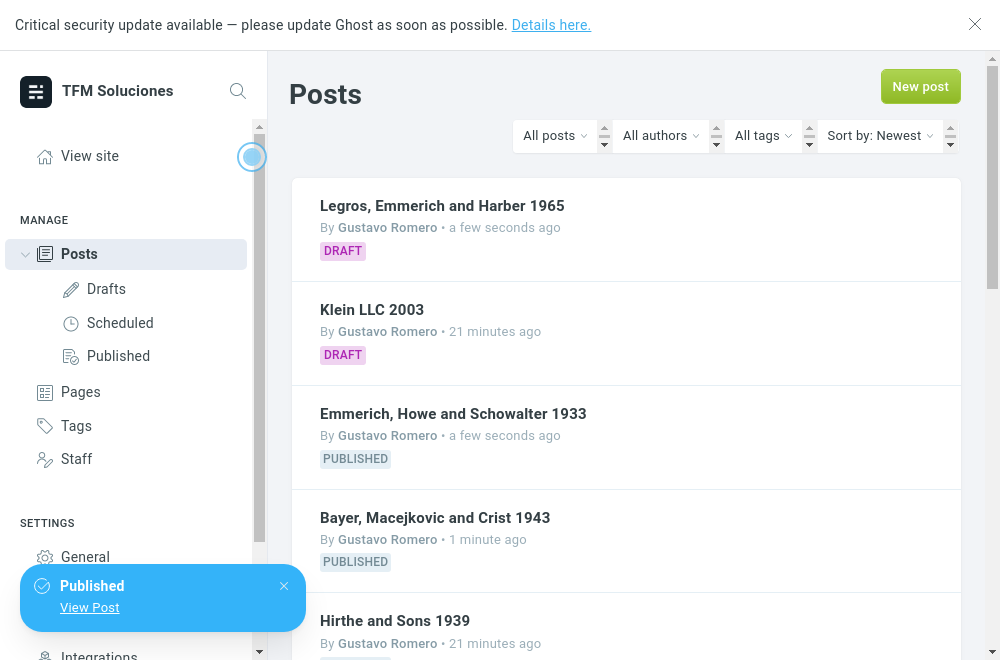 Critical security update available — please update Ghost as soon as possible. Details here.
TFM Soluciones
View site
MANAGE
Posts
Drafts
Scheduled
Published
Pages
Tags
Staff
SETTINGS
General
Published
View Post
Integrations
Posts
New post
All posts
All authors
All tags
Sort by: Newest
Legros, Emmerich and Harber 1965
By Gustavo Romero • a few seconds ago
DRAFT
Klein LLC 2003
By Gustavo Romero • 21 minutes ago
DRAFT
Emmerich, Howe and Schowalter 1933
By Gustavo Romero • a few seconds ago
PUBLISHED
Bayer, Macejkovic and Crist 1943
By Gustavo Romero • 1 minute ago
PUBLISHED
Hirthe and Sons 1939
By Gustavo Romero • 21 minutes ago